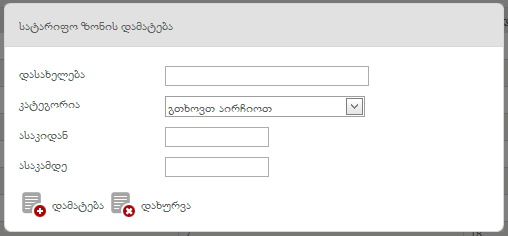 სატარიფო ზონის დამატება
დასახელება
კატეგორია
გთხოვთ აირჩიოთ
ასაკიდან
ასაკამდე
დამატება დახურვა